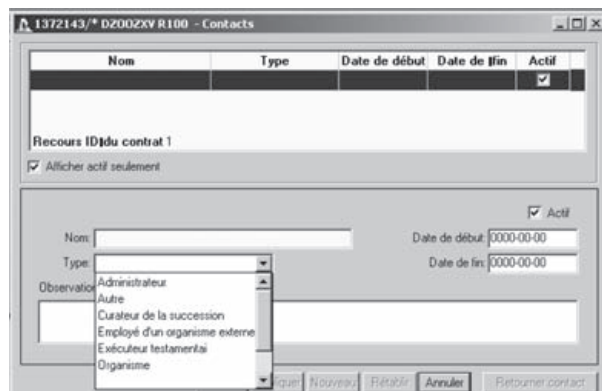 1372143/* DZOOZXV R100 - Contacts
Nom Type Date de début Date de fin Actif
Recours ID du contrat 1
Afficher actif seulement
Actif
Nom: Date de début: 0000-00-00
Type: Date de fin: 0000-00-00
Observation
Administrateur
Autre
Curateur de la succession
Employé d'un organisme externe
Exécuteur testamentai
Organisme
Nouveau Rétablir Annuler Retourner contact